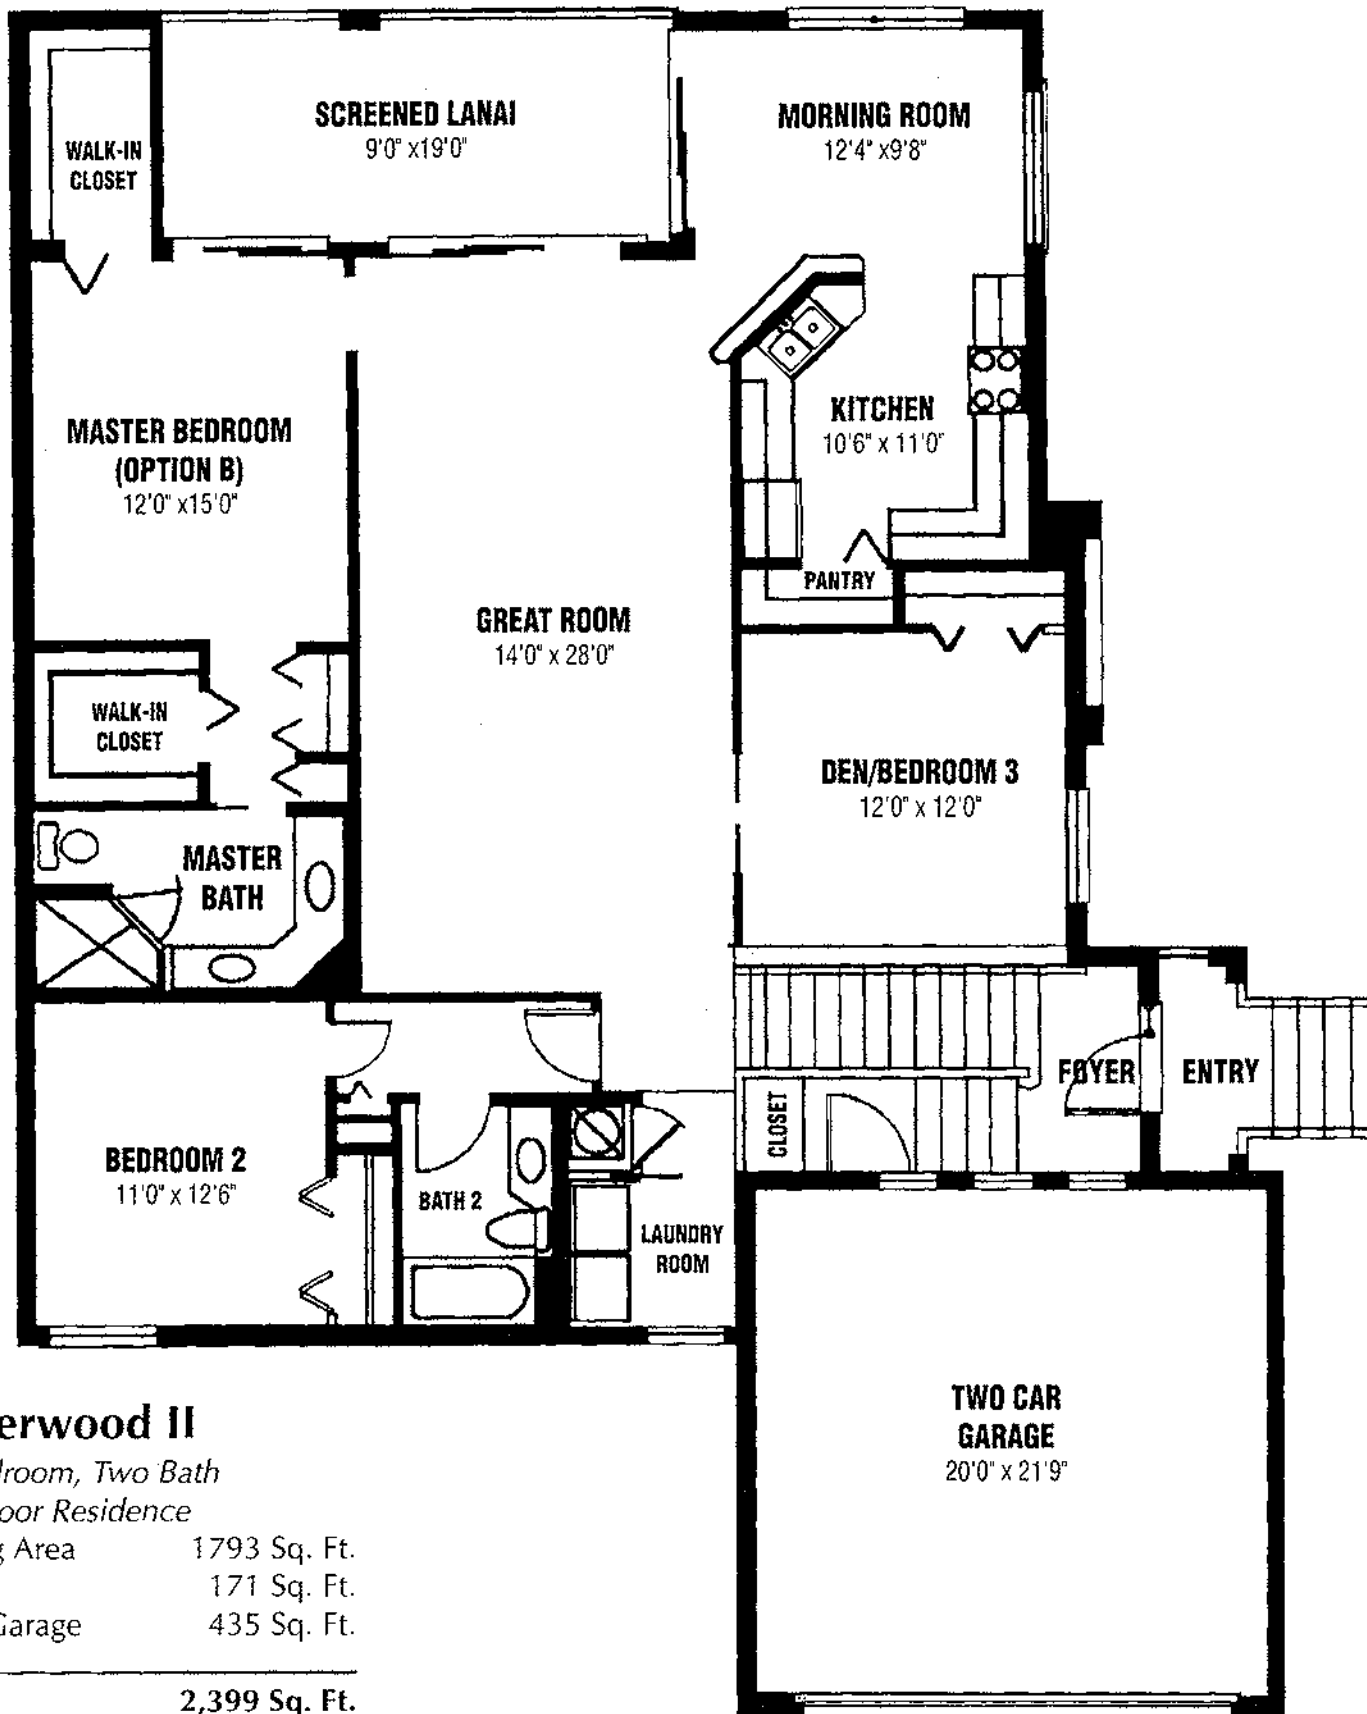 SCREENED LANAI
9'0" x19'0"
MORNING ROOM
12'4" x9'8"
WALK-IN
CLOSET
MASTER BEDROOM
(OPTION B)
12'0" x15'0"
KITCHEN
10'6" x 11'0"
PANTRY
GREAT ROOM
14'0" x 28'0"
WALK-IN
CLOSET
DEN/BEDROOM 3
12'0" x 12'0"
MASTER
BATH
FOYER
ENTRY
CLOSET
BEDROOM 2
11'0" x 12'6"
BATH 2
LAUNDRY
ROOM
TWO CAR
GARAGE
20'0" x 21'9"
erwood II
droom, Two Bath
oor Residence
g Area 1793 Sq. Ft.
171 Sq. Ft.
Garage 435 Sq. Ft.
2,399 Sq. Ft.